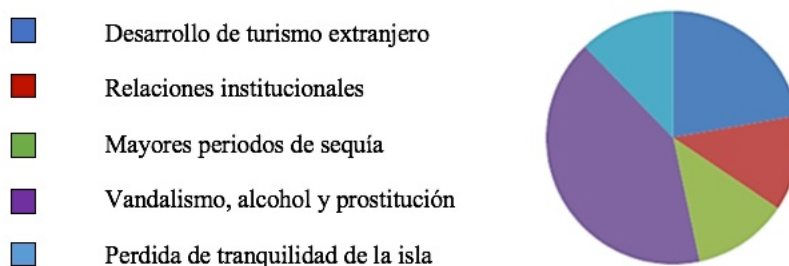 Desarrollo de turismo extranjero
Relaciones institucionales
Mayores periodos de sequía
Vandalismo, alcohol y prostitución
Perdida de tranquilidad de la isla